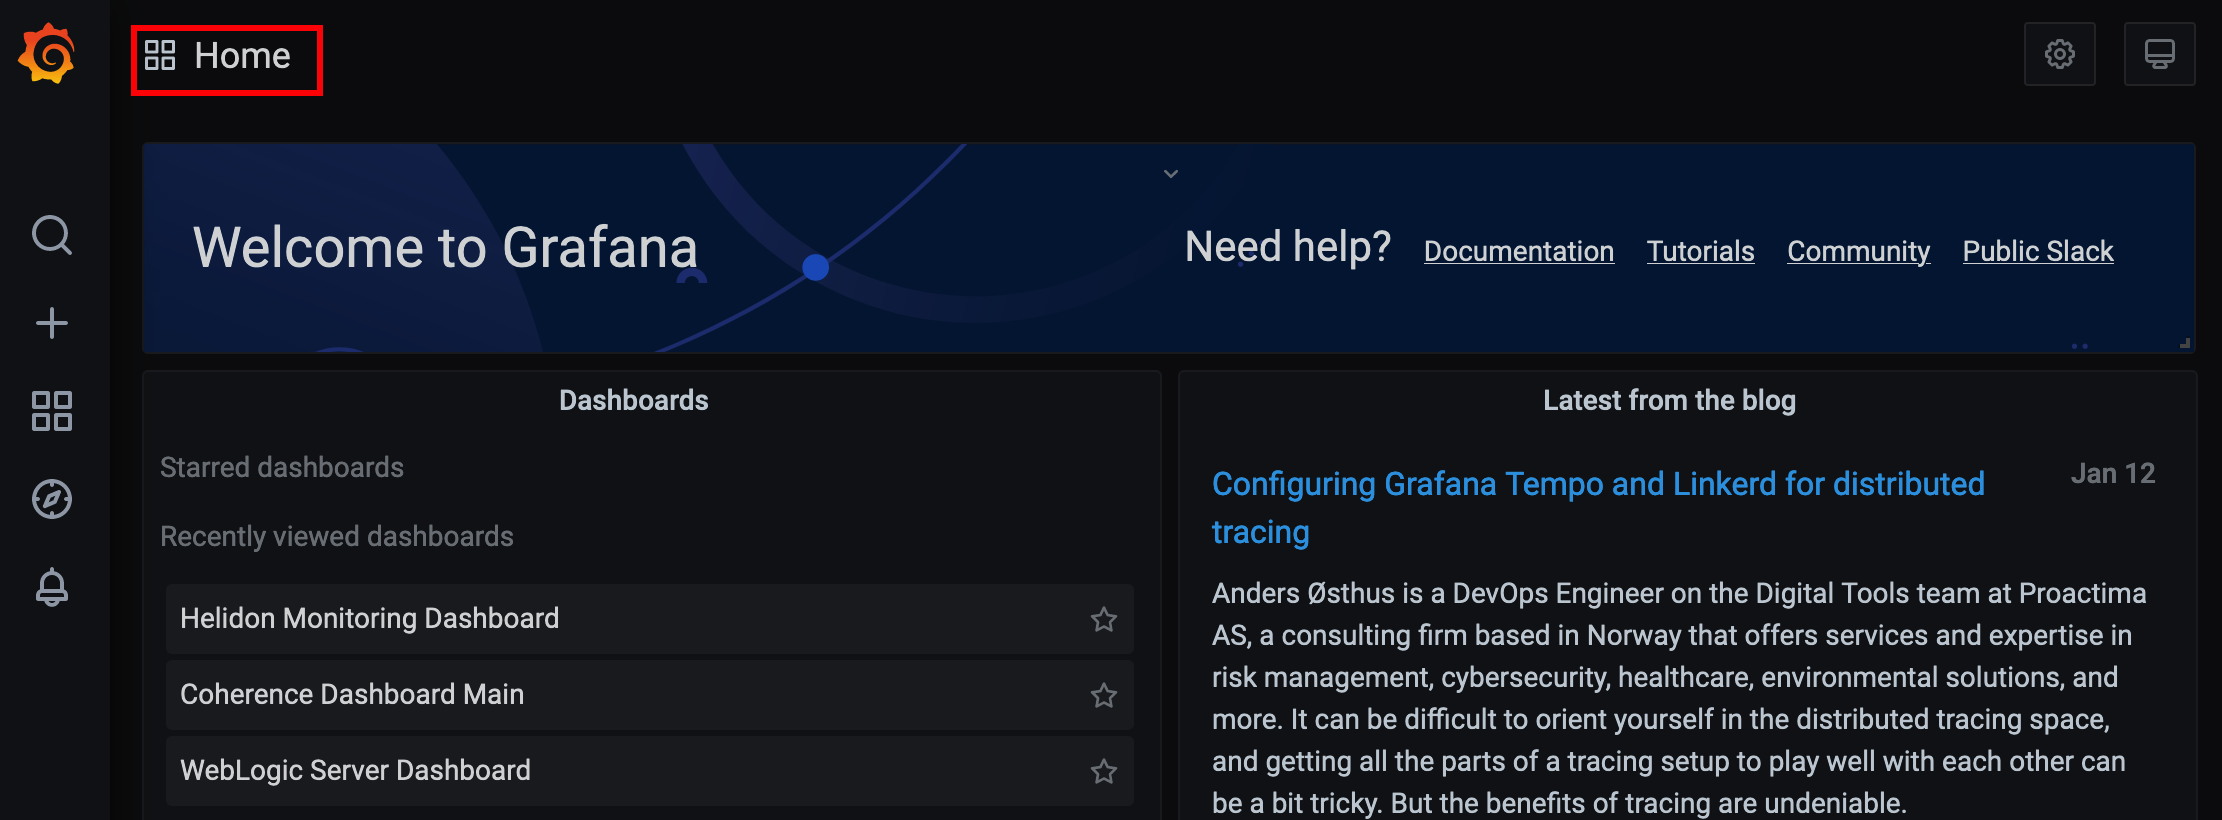 Home
Welcome to Grafana
Need help? Documentation Tutorials Community Public Slack
Dashboards
Starred dashboards
Recently viewed dashboards
Helidon Monitoring Dashboard
Coherence Dashboard Main
WebLogic Server Dashboard
Latest from the blog
Configuring Grafana Tempo and Linkerd for distributed
tracing
Jan 12
Anders Østhus is a DevOps Engineer on the Digital Tools team at Proactima
AS, a consulting firm based in Norway that offers services and expertise in
risk management, cybersecurity, healthcare, environmental solutions, and
more. It can be difficult to orient yourself in the distributed tracing space,
and getting all the parts of a tracing setup to play well with each other can
be a bit tricky. But the benefits of tracing are undeniable.